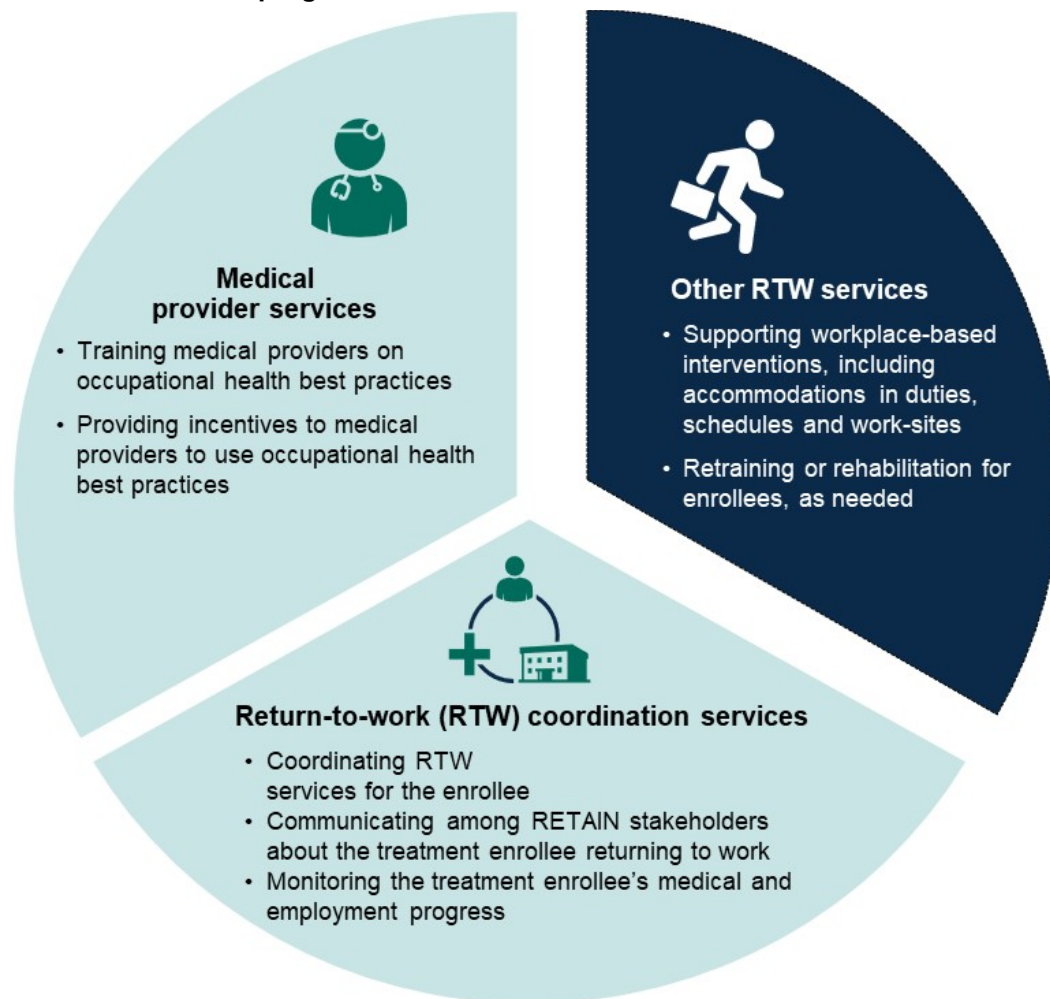 Medical
provider services
• Training medical providers on
occupational health best practices
• Providing incentives to medical
providers to use occupational health
best practices
Other RTW services
• Supporting workplace-based
interventions, including
accommodations in duties,
schedules and work-sites
• Retraining or rehabilitation for
enrollees, as needed
Return-to-work (RTW) coordination services
• Coordinating RTW
services for the enrollee
• Communicating among RETAIN stakeholders
about the treatment enrollee returning to work
• Monitoring the treatment enrollee’s medical and
employment progress